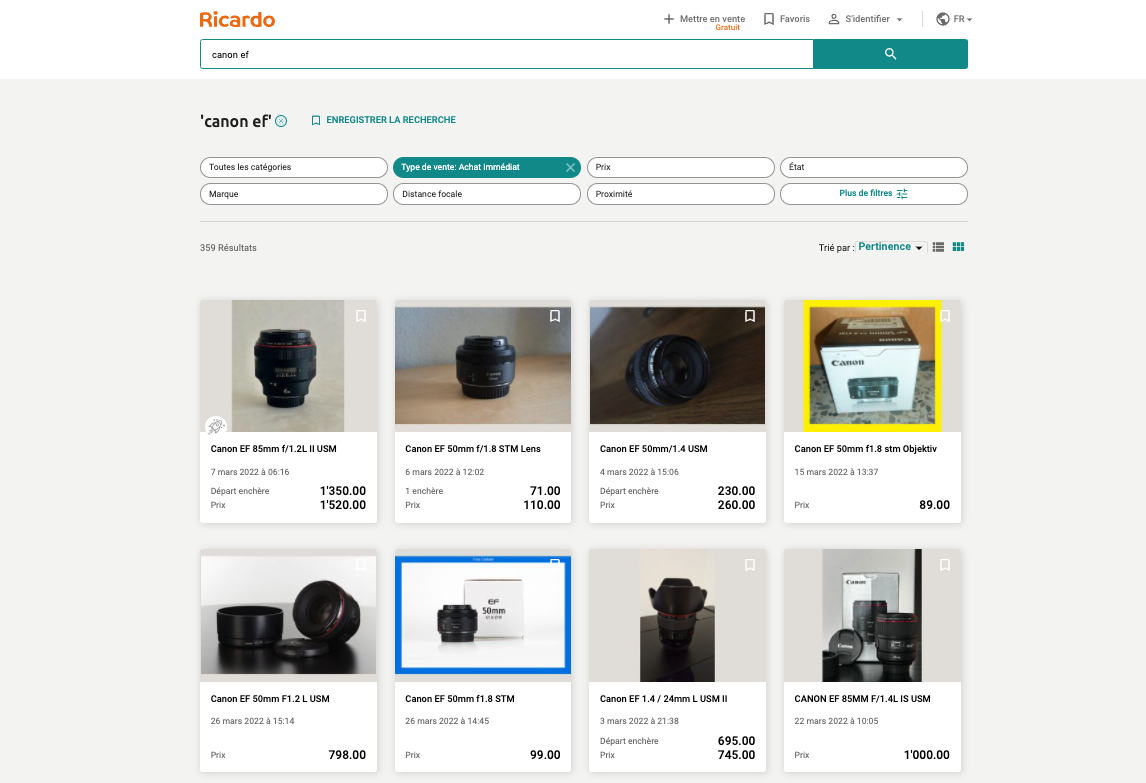 Ricardo
Mettre en vente
Gratuit
Favoris
S'identifier
FR
canon ef
'canon ef'
ENREGISTRER LA RECHERCHE
Toutes les catégories
Type de vente: Achat immédiat
Prix
État
Marque
Distance focale
Proximité
Plus de filtres
359 Résultats
Trié par : Pertinence
Canon
Canon EF 85mm f/1.2L II USM
7 mars 2022 à 06:16
Départ enchère 1'350.00
Prix 1'520.00
Canon EF 50mm f/1.8 STM Lens
6 mars 2022 à 12:02
1 enchère 71.00
Prix 110.00
Canon EF 50mm/1.4 USM
4 mars 2022 à 15:06
Départ enchère 230.00
Prix 260.00
Canon EF 50mm f1.8 stm Objektiv
15 mars 2022 à 13:37
Prix 89.00
EF
50mm
Canon
Canon
Canon EF 50mm F1.2 L USM
26 mars 2022 à 15:14
Prix 798.00
Canon EF 50mm f1.8 STM
26 mars 2022 à 14:45
Prix 99.00
Canon EF 1.4 / 24mm L USM II
3 mars 2022 à 21:38
Départ enchère 695.00
Prix 745.00
CANON EF 85MM F/1.4L IS USM
22 mars 2022 à 10:05
Prix 1'000.00